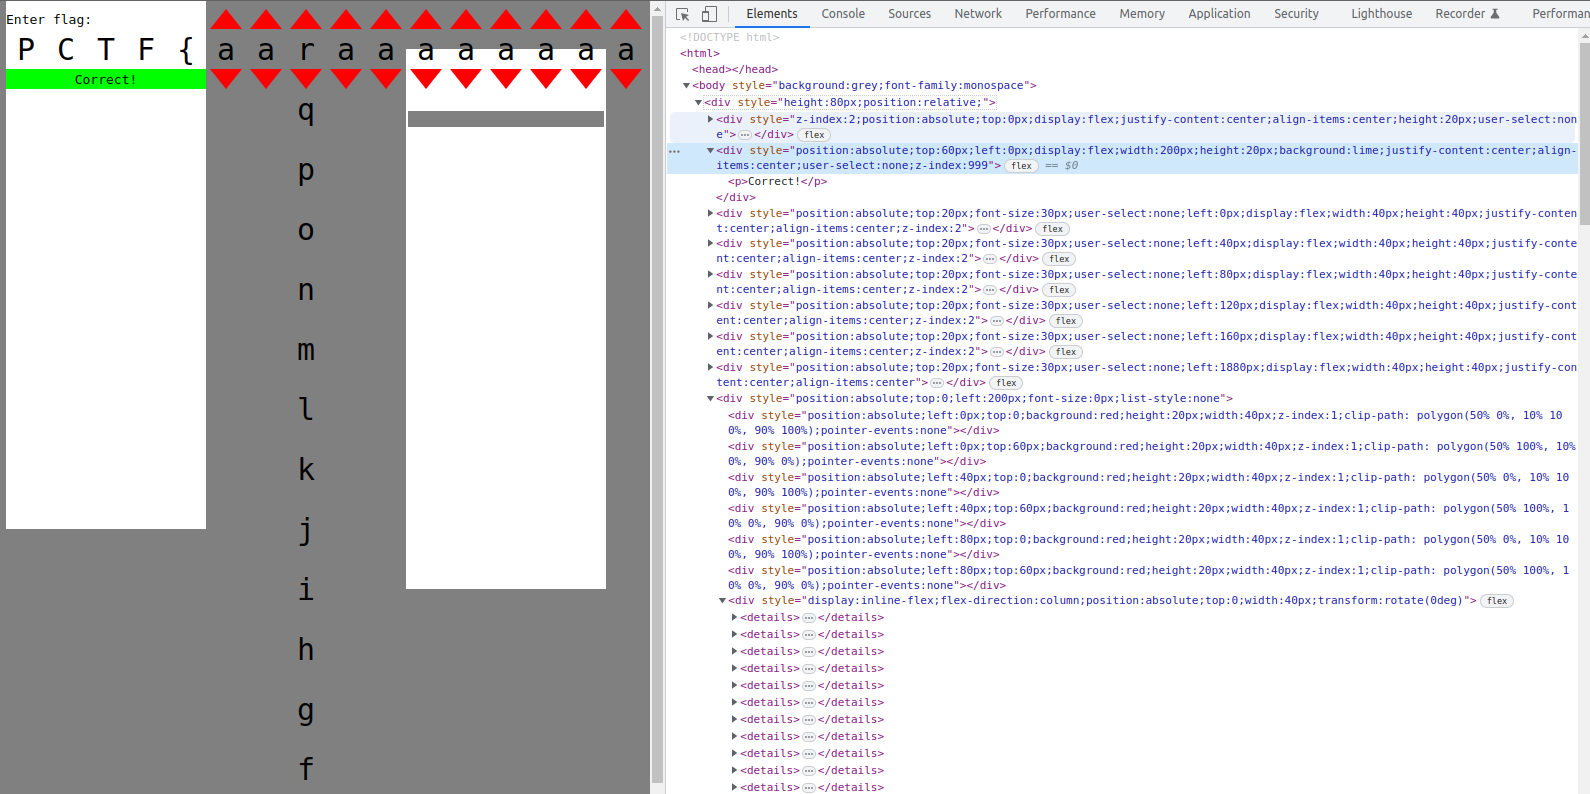 Enter flag:
P C T F { a a r a a a a a a a a
Correct!
q
p
o
n
m
l
k
j
i
h
g
f
Elements Console Sources Network Performance Memory Application Security Lighthouse Recorder Performan
<!DOCTYPE html>
<html>
<head></head>
<body style="background:grey;font-family:monospace">
<div style="height:80px;position:relative;">
<div style="z-index:2;position:absolute;top:0px;display:flex;justify-content:center;align-items:center;height:20px;user-select:non
e">…</div> flex
… <div style="position:absolute;top:60px;left:0px;display:flex;width:200px;height:20px;background:lime;justify-content:center;align-
items:center;user-select:none;z-index:999"> flex == $0
<p>Correct!</p>
</div>
<div style="position:absolute;top:20px;font-size:30px;user-select:none;left:0px;display:flex;width:40px;height:40px;justify-conten
t:center;align-items:center;z-index:2">…</div> flex
<div style="position:absolute;top:20px;font-size:30px;user-select:none;left:40px;display:flex;width:40px;height:40px;justify-conte
nt:center;align-items:center;z-index:2">…</div> flex
<div style="position:absolute;top:20px;font-size:30px;user-select:none;left:80px;display:flex;width:40px;height:40px;justify-conte
nt:center;align-items:center;z-index:2">…</div> flex
<div style="position:absolute;top:20px;font-size:30px;user-select:none;left:120px;display:flex;width:40px;height:40px;justify-cont
ent:center;align-items:center;z-index:2">…</div> flex
<div style="position:absolute;top:20px;font-size:30px;user-select:none;left:160px;display:flex;width:40px;height:40px;justify-cont
ent:center;align-items:center;z-index:2">…</div> flex
<div style="position:absolute;top:20px;font-size:30px;user-select:none;left:1880px;display:flex;width:40px;height:40px;justify-con
tent:center;align-items:center">…</div> flex
<div style="position:absolute;top:0;left:200px;font-size:0px;list-style:none">
<div style="position:absolute;left:0px;top:0;background:red;height:20px;width:40px;z-index:1;clip-path: polygon(50% 0%, 10% 10
0%, 90% 100%);pointer-events:none"></div>
<div style="position:absolute;left:0px;top:60px;background:red;height:20px;width:40px;z-index:1;clip-path: polygon(50% 100%, 10%
0%, 90% 0%);pointer-events:none"></div>
<div style="position:absolute;left:40px;top:0;background:red;height:20px;width:40px;z-index:1;clip-path: polygon(50% 0%, 10% 10
0%, 90% 100%);pointer-events:none"></div>
<div style="position:absolute;left:40px;top:60px;background:red;height:20px;width:40px;z-index:1;clip-path: polygon(50% 100%, 1
0% 0%, 90% 0%);pointer-events:none"></div>
<div style="position:absolute;left:80px;top:0;background:red;height:20px;width:40px;z-index:1;clip-path: polygon(50% 0%, 10% 10
0%, 90% 100%);pointer-events:none"></div>
<div style="position:absolute;left:80px;top:60px;background:red;height:20px;width:40px;z-index:1;clip-path: polygon(50% 100%, 1
0% 0%, 90% 0%);pointer-events:none"></div>
<div style="display:inline-flex;flex-direction:column;position:absolute;top:0;width:40px;transform:rotate(0deg)"> flex
<details>…</details>
<details>…</details>
<details>…</details>
<details>…</details>
<details>…</details>
<details>…</details>
<details>…</details>
<details>…</details>
<details>…</details>
<details>…</details>
<details>…</details>